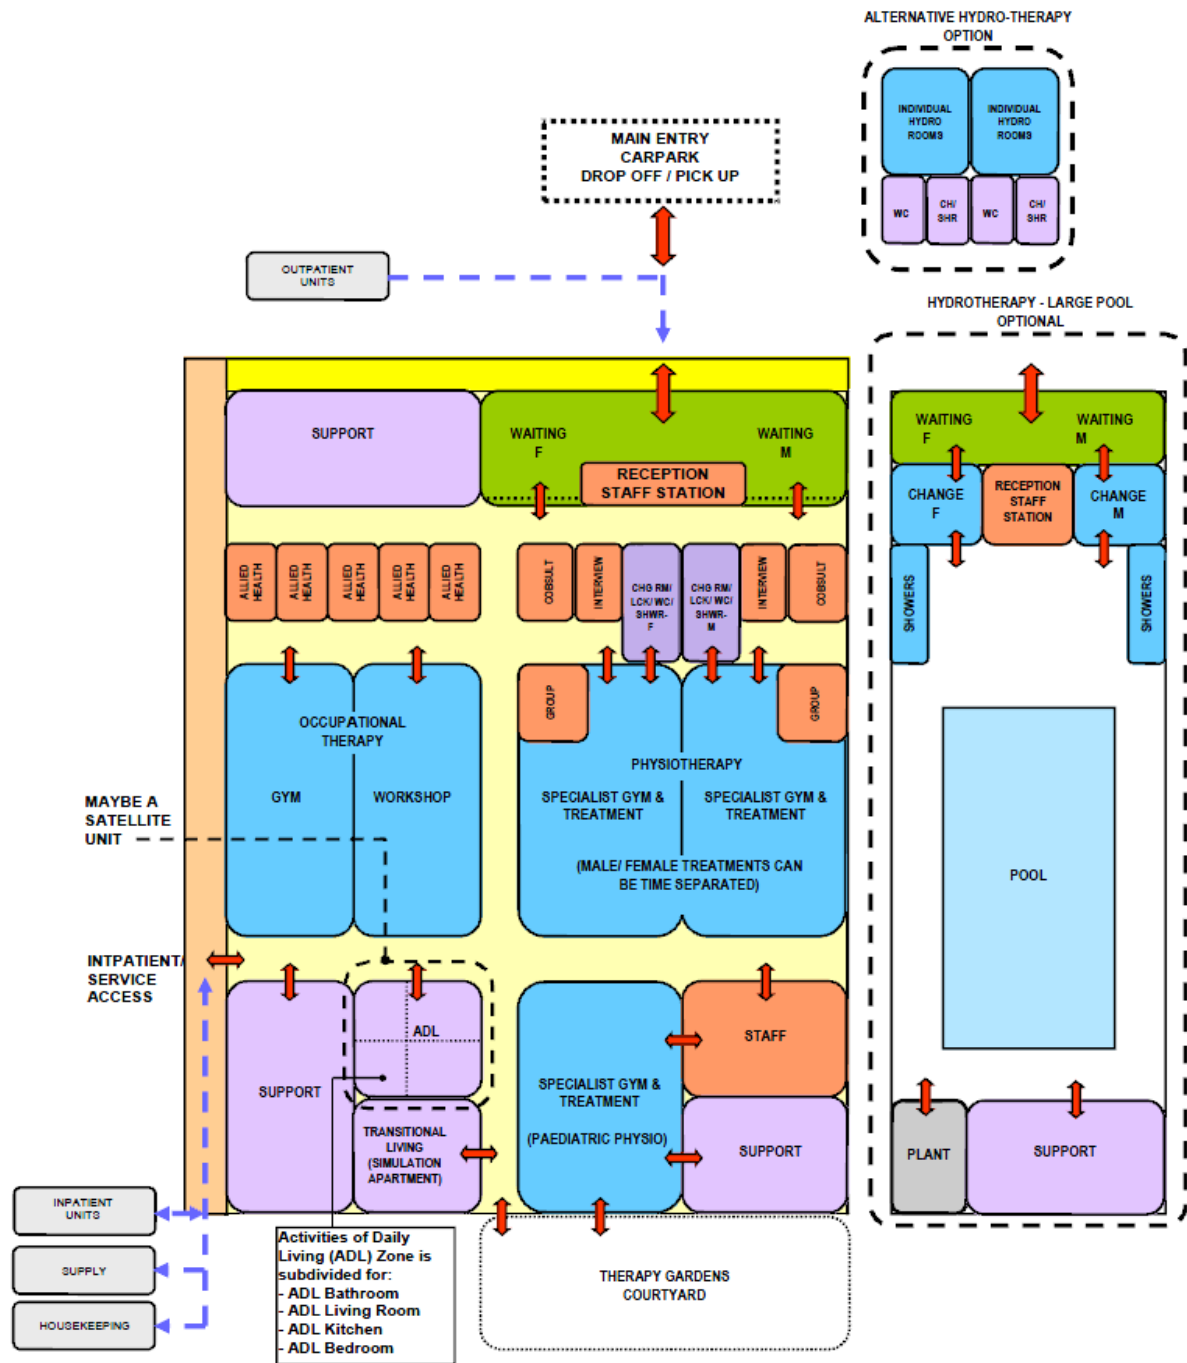 ALTERNATIVE HYDRO-THERAPY
OPTION
INDIVIDUAL
HYDRO
ROOMS
INDIVIDUAL
HYDRO
ROOMS
WC
CH/
SHR
WC
CH/
SHR
MAIN ENTRY
CARPARK
DROP OFF / PICK UP
OUTPATIENT
UNITS
HYDROTHERAPY - LARGE POOL
OPTIONAL
SUPPORT
WAITING
F
WAITING
M
RECEPTION
STAFF STATION
WAITING
F
WAITING
M
CHANGE
F
RECEPTION
STAFF
STATION
CHANGE
M
ALLIED
HEALTH
ALLIED
HEALTH
ALLIED
HEALTH
ALLIED
HEALTH
ALLIED
HEALTH
COBSULT
INTERVIEW
CHG RM/
LCK/ WC/
SHWR-
F
CHG RM/
LCK/ WC/
SHWR-
M
INTERVIEW
COBSULT
SHOWERS
SHOWERS
GROUP
GROUP
OCCUPATIONAL
THERAPY
GYM
WORKSHOP
PHYSIOTHERAPY
SPECIALIST GYM &
TREATMENT
SPECIALIST GYM &
TREATMENT
(MALE/ FEMALE TREATMENTS CAN
BE TIME SEPARATED)
MAYBE A
SATELLITE
UNIT
POOL
INTPATIENT/
SERVICE
ACCESS
SUPPORT
ADL
TRANSITIONAL
LIVING
(SIMULATION
APARTMENT)
SPECIALIST GYM &
TREATMENT
(PAEDIATRIC PHYSIO)
STAFF
SUPPORT
PLANT
SUPPORT
INPATIENT
UNITS
SUPPLY
HOUSEKEEPING
Activities of Daily
Living (ADL) Zone is
subdivided for:
- ADL Bathroom
- ADL Living Room
- ADL Kitchen
- ADL Bedroom
THERAPY GARDENS
COURTYARD